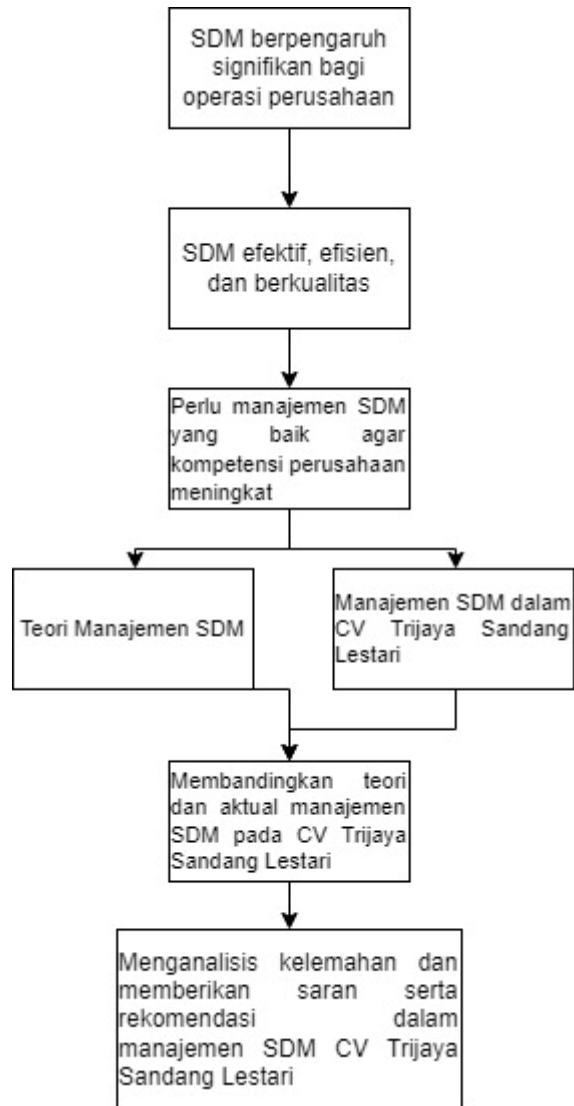 SDM berpengaruh
signifikan bagi
operasi perusahaan
SDM efektif, efisien,
dan berkualitas
Perlu manajemen SDM
yang baik agar
kompetensi perusahaan
meningkat
Teori Manajemen SDM
Manajemen SDM dalam
CV Trijaya Sandang
Lestari
Membandingkan teori
dan aktual manajemen
SDM pada CV Trijaya
Sandang Lestari
Menganalisis kelemahan dan
memberikan saran serta
rekomendasi dalam
manajemen SDM CV Trijaya
Sandang Lestari